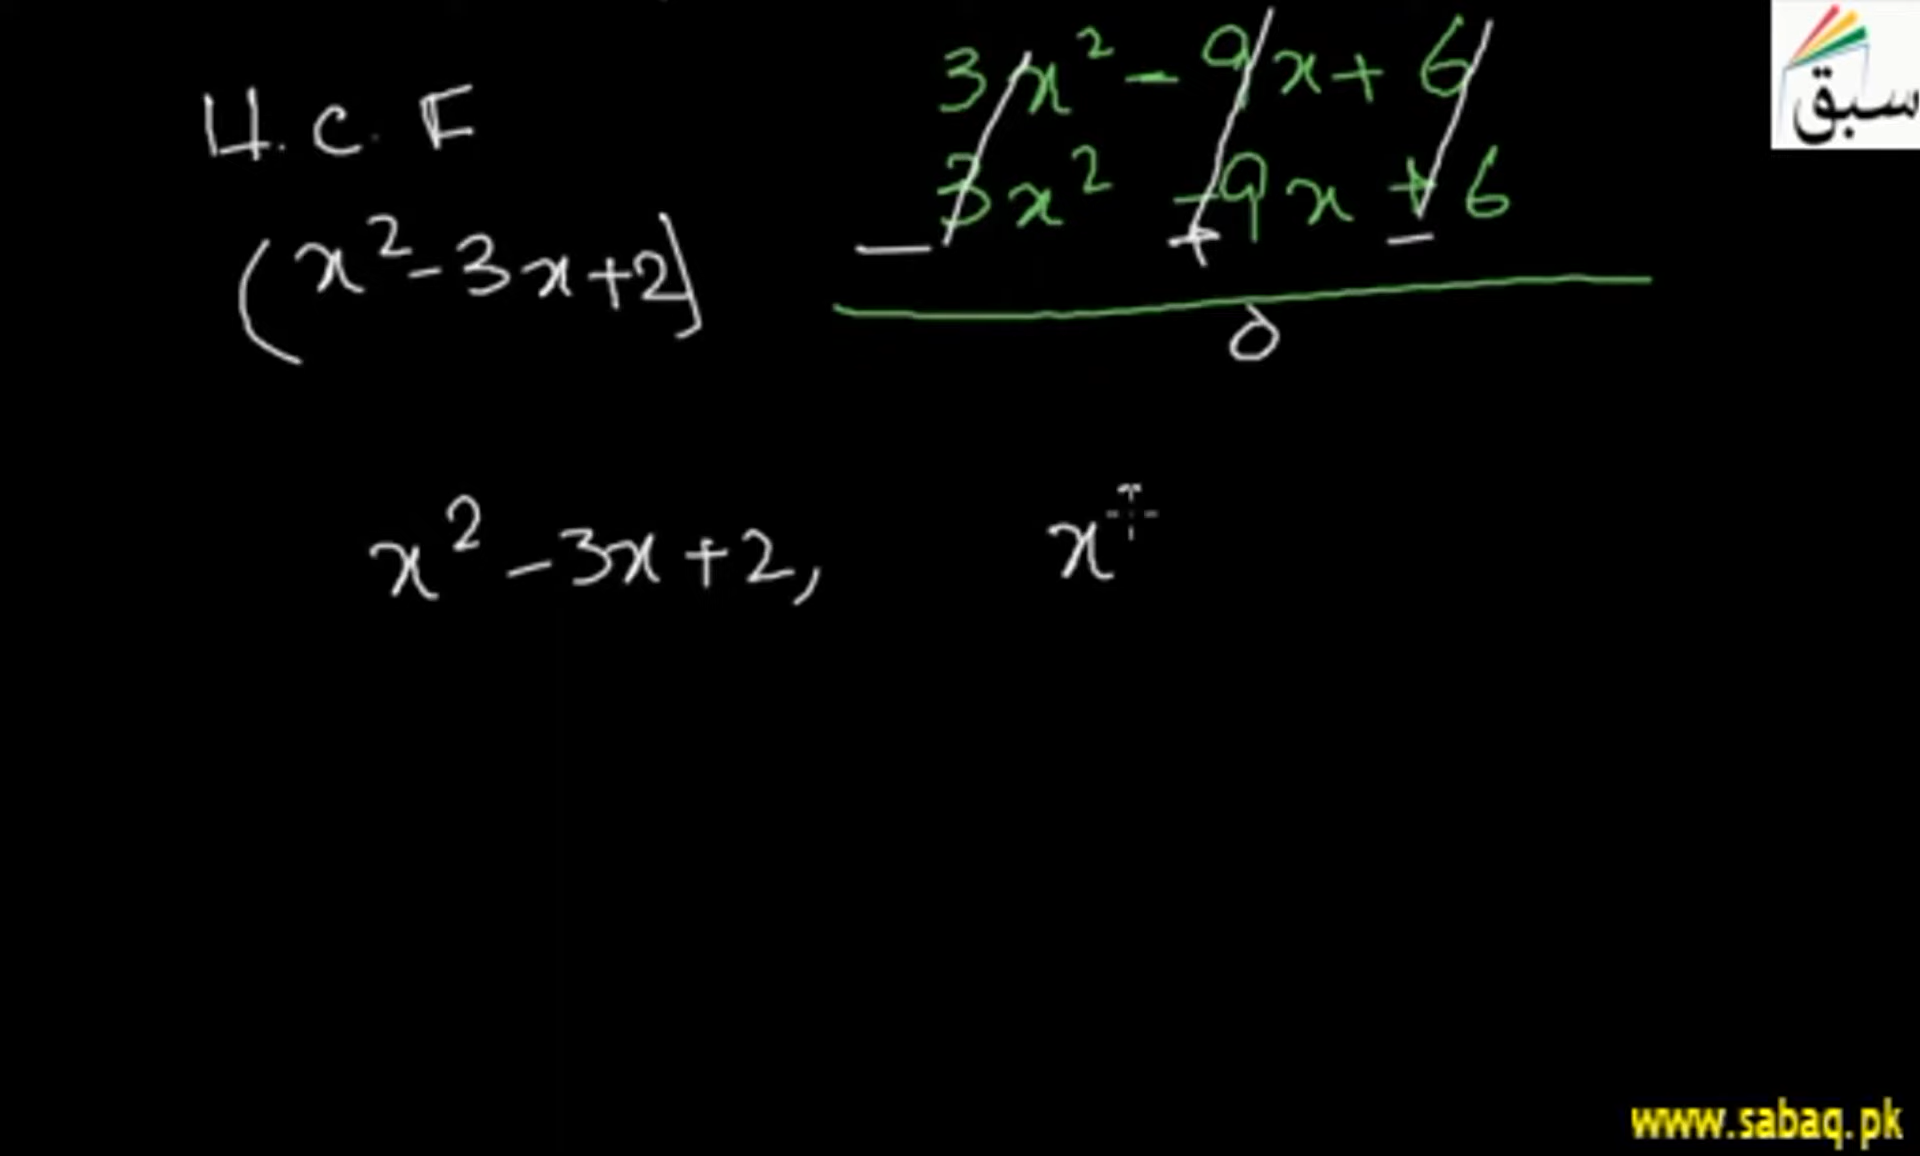 3x² - 9x + 6
H.C.F
3x² - 9x + 6
- + -
(x² - 3x + 2)
0
x² - 3x + 2, x
سبق
www.sabaq.pk